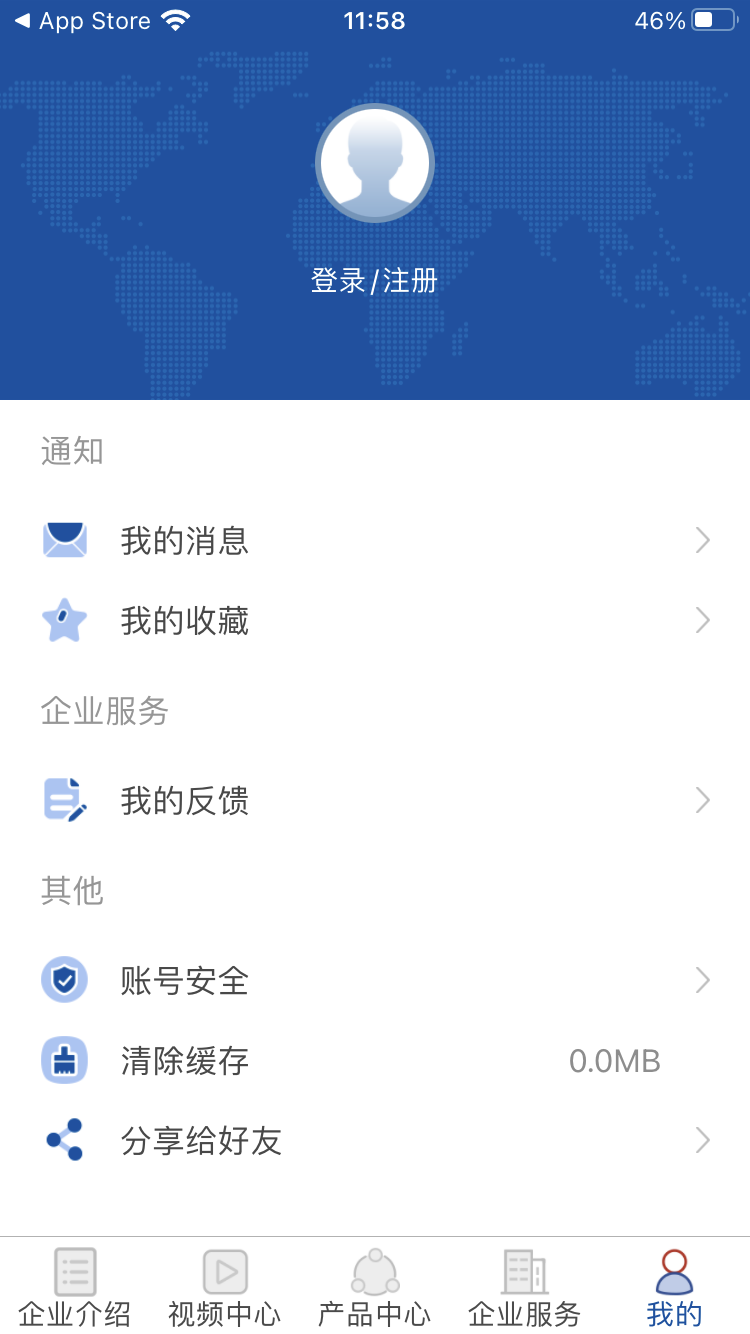 ◀ App Store 11:58 46%
登录/注册
通知
我的消息
我的收藏
企业服务
我的反馈
其他
账号安全
清除缓存 0.0MB
分享给好友
企业介绍 视频中心 产品中心 企业服务 我的